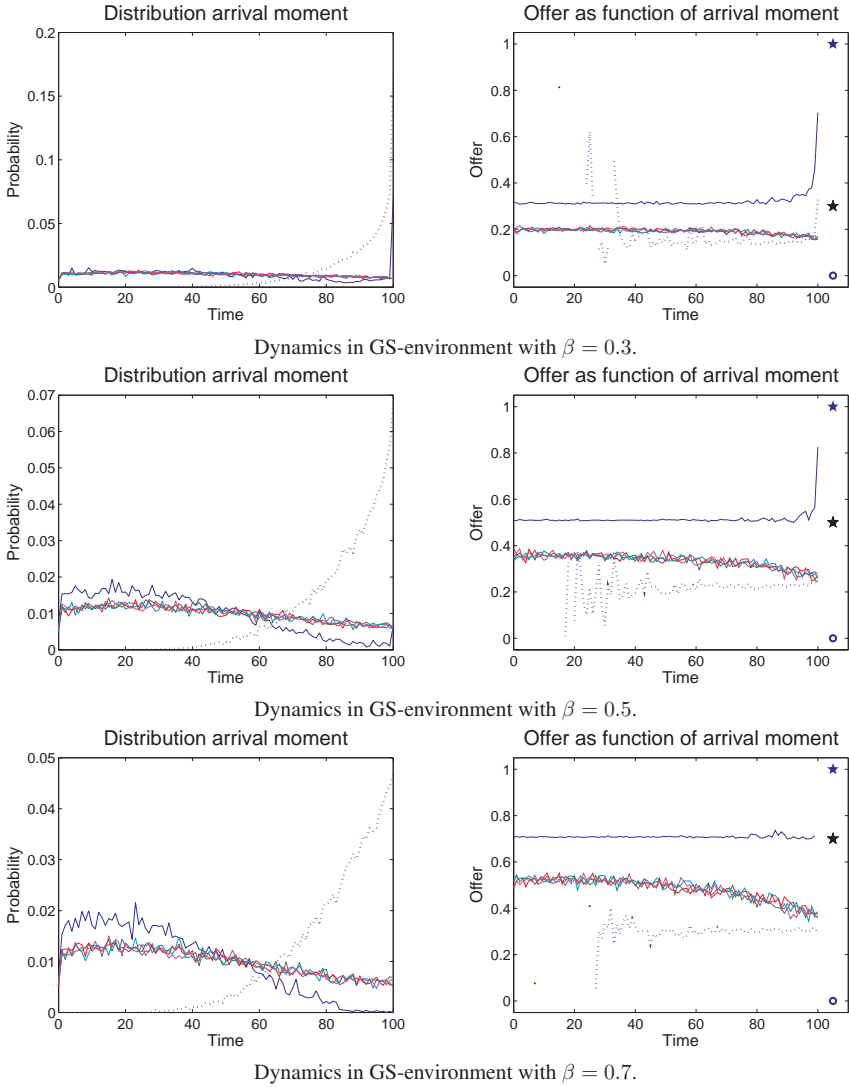 Distribution arrival moment
Offer as function of arrival moment
0.2
0.15
0.1
0.05
0
Probability
0 20 40 60 80 100
Time
1
0.8
0.6
0.4
0.2
0
Offer
0 20 40 60 80 100
Time
Dynamics in GS-environment with β = 0.3.
Distribution arrival moment
Offer as function of arrival moment
0.07
0.06
0.05
0.04
0.03
0.02
0.01
0
Probability
0 20 40 60 80 100
Time
1
0.8
0.6
0.4
0.2
0
Offer
0 20 40 60 80 100
Time
Dynamics in GS-environment with β = 0.5.
Distribution arrival moment
Offer as function of arrival moment
0.05
0.04
0.03
0.02
0.01
0
Probability
0 20 40 60 80 100
Time
1
0.8
0.6
0.4
0.2
0
Offer
0 20 40 60 80 100
Time
Dynamics in GS-environment with β = 0.7.